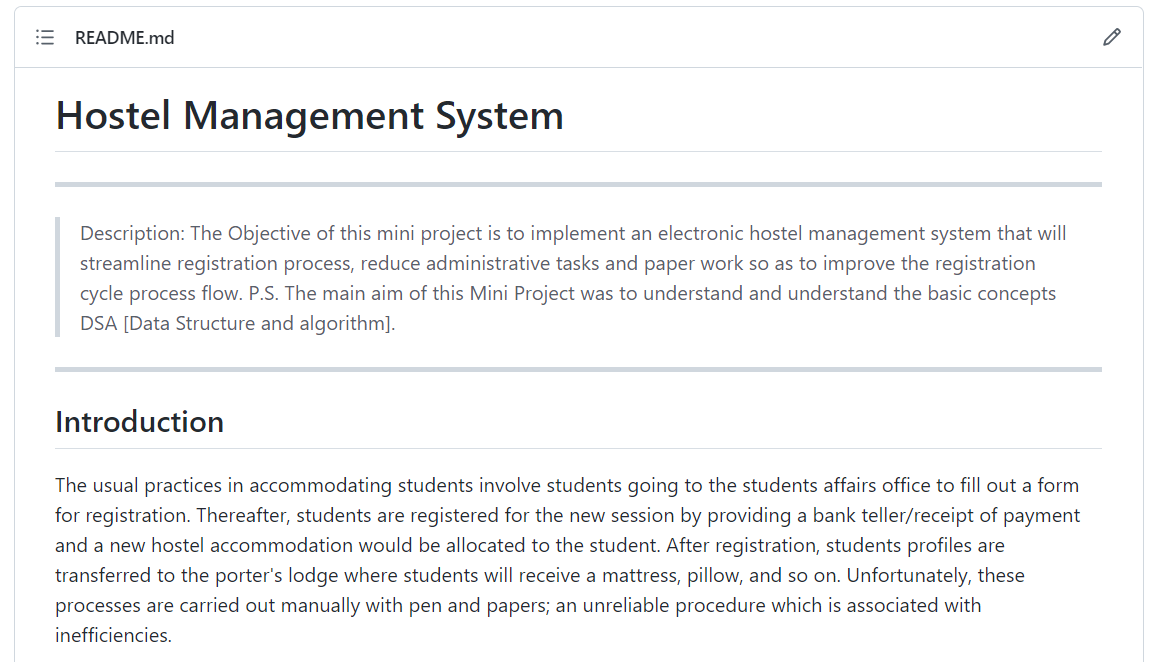 README.md
Hostel Management System
Description: The Objective of this mini project is to implement an electronic hostel management system that will
streamline registration process, reduce administrative tasks and paper work so as to improve the registration
cycle process flow. P.S. The main aim of this Mini Project was to understand and understand the basic concepts
DSA [Data Structure and algorithm].
Introduction
The usual practices in accommodating students involve students going to the students affairs office to fill out a form
for registration. Thereafter, students are registered for the new session by providing a bank teller/receipt of payment
and a new hostel accommodation would be allocated to the student. After registration, students profiles are
transferred to the porter's lodge where students will receive a mattress, pillow, and so on. Unfortunately, these
processes are carried out manually with pen and papers; an unreliable procedure which is associated with
inefficiencies.